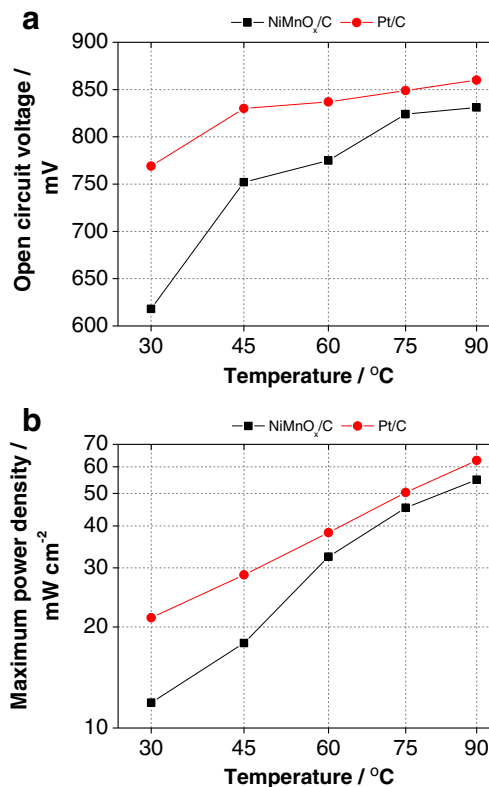 a
NiMnOₓ/C Pt/C
900
850
800
750
700
650
600
Open circuit voltage /
mV
30 45 60 75 90
Temperature / ᴼC
b
NiMnOₓ/C Pt/C
70
60
50
40
30
20
10
Maximum power density /
mW cm⁻²
30 45 60 75 90
Temperature / ᴼC